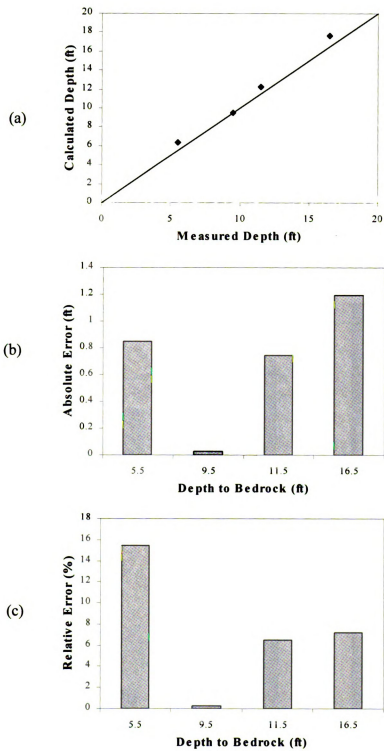 (a)
Calculated Depth (ft)
20
18
16
14
12
10
8
6
4
2
0
0 5 10 15 20
Measured Depth (ft)
(b)
Absolute Error (ft)
1.4
1.2
1
0.8
0.6
0.4
0.2
0
5.5 9.5 11.5 16.5
Depth to Bedrock (ft)
(c)
Relative Error (%)
18
16
14
12
10
8
6
4
2
0
5.5 9.5 11.5 16.5
Depth to Bedrock (ft)